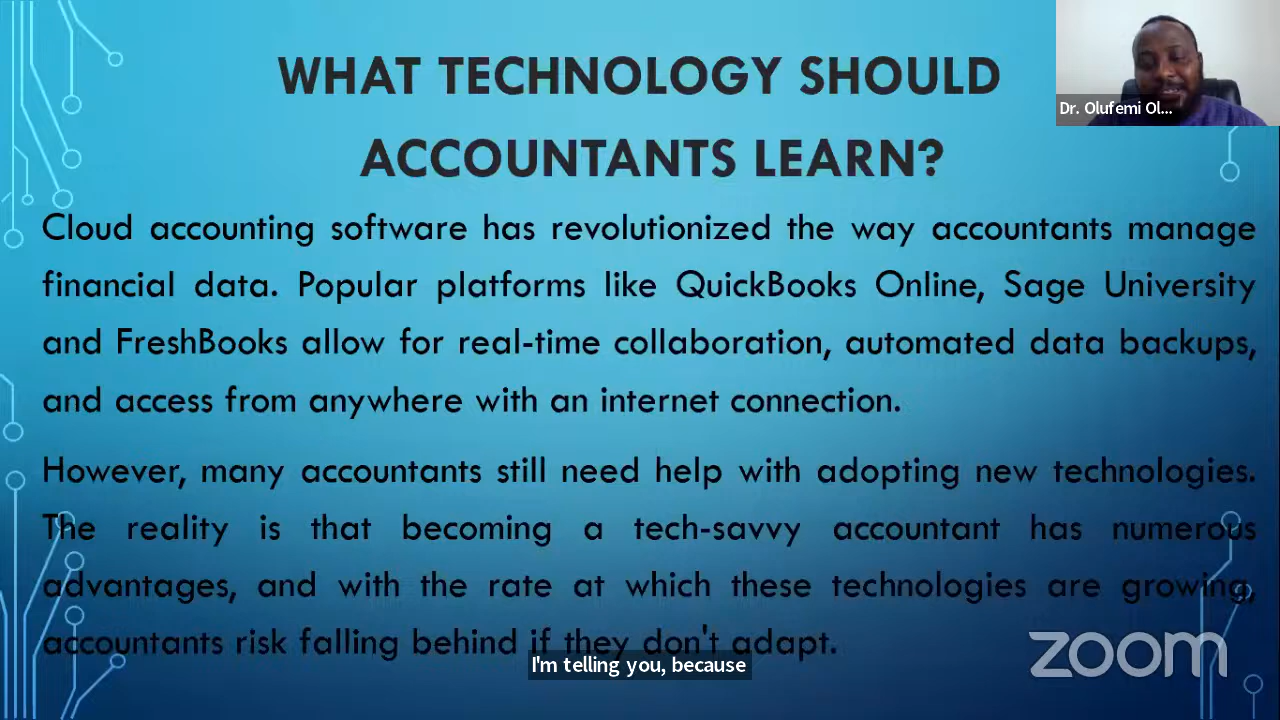 WHAT TECHNOLOGY SHOULD
ACCOUNTANTS LEARN?
Dr. Olufemi Ol...
Cloud accounting software has revolutionized the way accountants manage
financial data. Popular platforms like QuickBooks Online, Sage University
and FreshBooks allow for real-time collaboration, automated data backups,
and access from anywhere with an internet connection.
However, many accountants still need help with adopting new technologies.
The reality is that becoming a tech-savvy accountant has numerous
advantages, and with the rate at which these technologies are growing,
accountants risk falling behind if they don't adapt.
I'm telling you, because
zoom